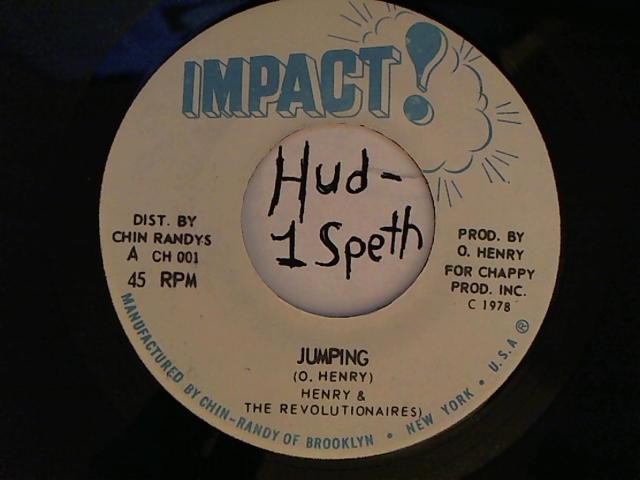 IMPACT!
Hud-
1 Speth
DIST. BY
CHIN RANDYS
A CH 001
45 RPM
PROD. BY
O. HENRY
FOR CHAPPY
PROD. INC.
C 1978
JUMPING
(O. HENRY)
HENRY &
THE REVOLUTIONAIRES)
MANUFACTURED BY CHIN-RANDY OF BROOKLYN • NEW YORK • U.S.A ®